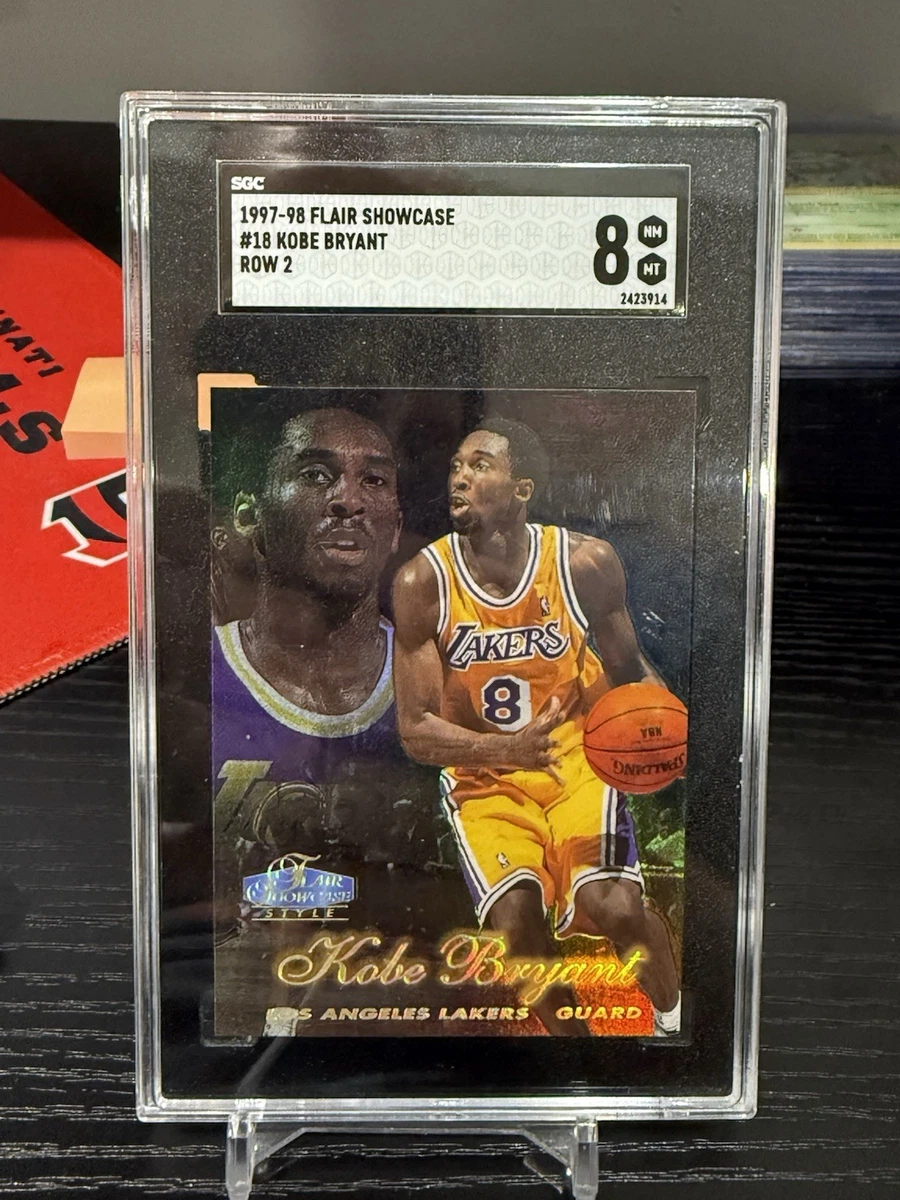 SGC
1997-98 FLAIR SHOWCASE
#18 KOBE BRYANT
ROW 2
8
NM
MT
2423914
LAKERS
8
NBA
SPALDING
FLAIR
SHOWCASE
STYLE
Kobe Bryant
LOS ANGELES LAKERS GUARD